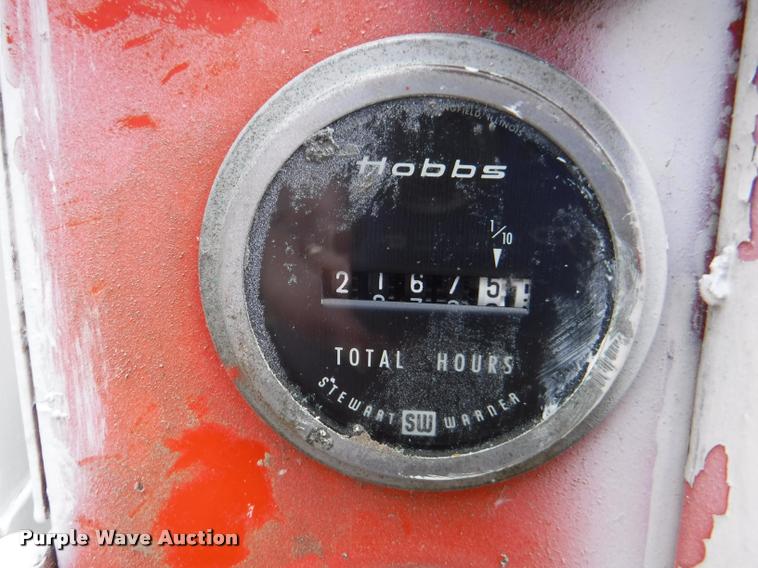 Hobbs
1/10
2 1 6 7 5
TOTAL HOURS
STEWART SW WARNER
Purple Wave Auction